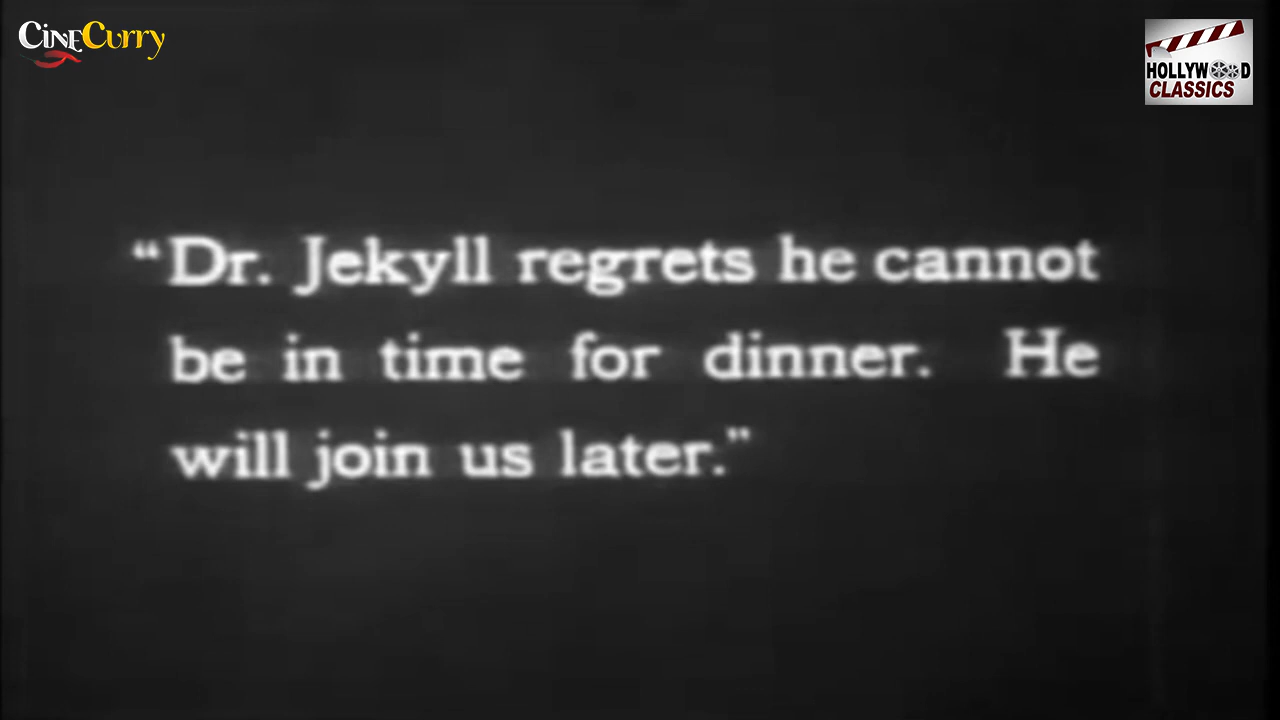 CineCurry
HOLLYWOOD
CLASSICS
“Dr. Jekyll regrets he cannot
be in time for dinner. He
will join us later.”